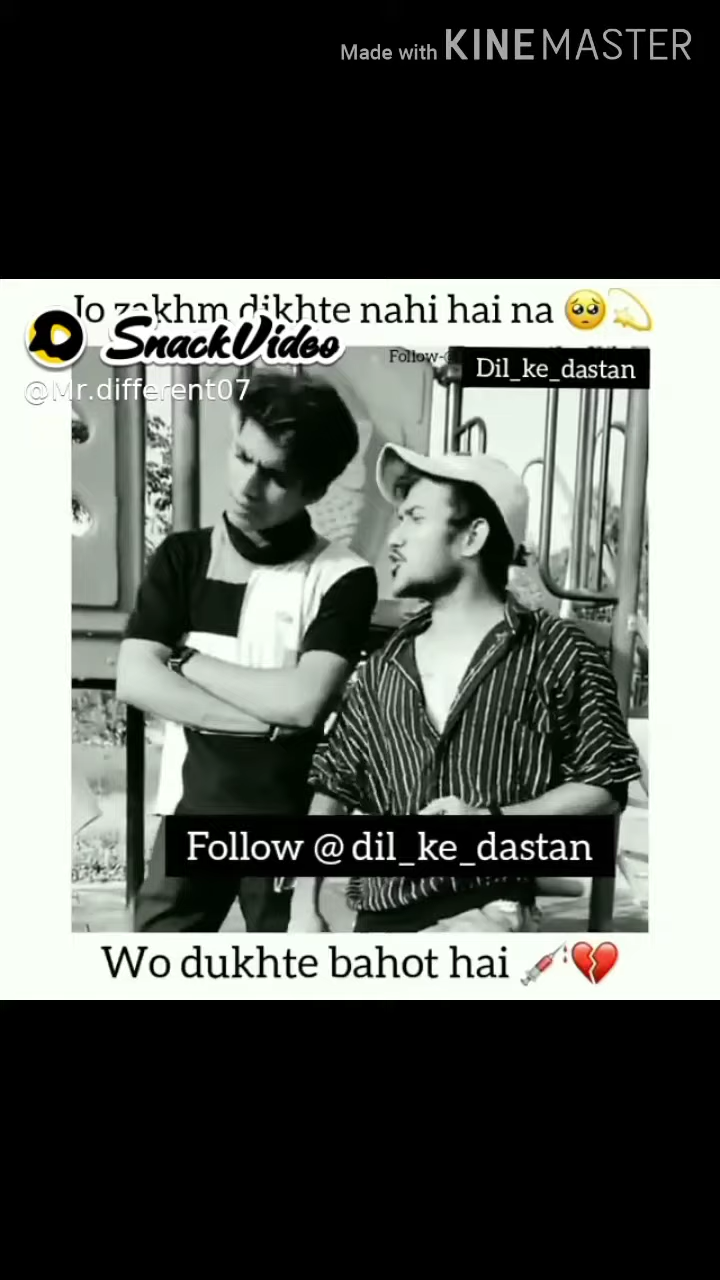 Made with KINEMASTER
Jo zakhm dikhte nahi hai na 🥺💫
SnackVideo
Follow-@
Dil_ke_dastan
@Mr.different07
Follow @dil_ke_dastan
Wo dukhte bahot hai 💉💔